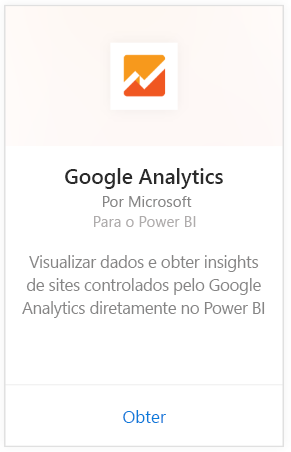 Google Analytics
Por Microsoft
Para o Power BI
Visualizar dados e obter insights
de sites controlados pelo Google
Analytics diretamente no Power BI
Obter